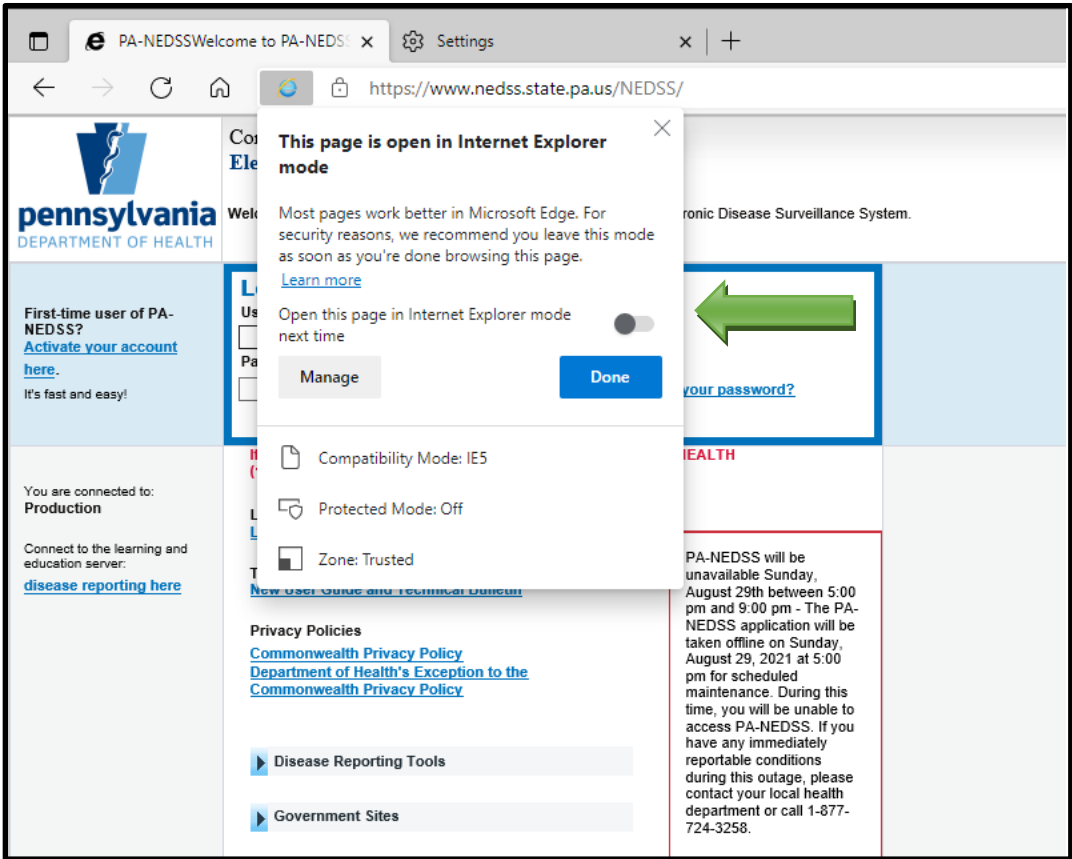 PA-NEDSSWelcome to PA-NEDSS
Settings
https://www.nedss.state.pa.us/NEDSS/
This page is open in Internet Explorer
mode
Most pages work better in Microsoft Edge. For
security reasons, we recommend you leave this mode
as soon as you're done browsing this page.
Learn more
Open this page in Internet Explorer mode
next time
Manage
Done
Compatibility Mode: IE5
Protected Mode: Off
Zone: Trusted
pennsylvania
DEPARTMENT OF HEALTH
ronic Disease Surveillance System.
First-time user of PA-
NEDSS?
Activate your account
here.
It's fast and easy!
your password?
EALTH
You are connected to:
Production
Connect to the learning and
education server:
disease reporting here
New User Guide and Technical Bulletin
Privacy Policies
Commonwealth Privacy Policy
Department of Health's Exception to the
Commonwealth Privacy Policy
Disease Reporting Tools
Government Sites
PA-NEDSS will be
unavailable Sunday,
August 29th between 5:00
pm and 9:00 pm - The PA-
NEDSS application will be
taken offline on Sunday,
August 29, 2021 at 5:00
pm for scheduled
maintenance. During this
time, you will be unable to
access PA-NEDSS. If you
have any immediately
reportable conditions
during this outage, please
contact your local health
department or call 1-877-
724-3258.